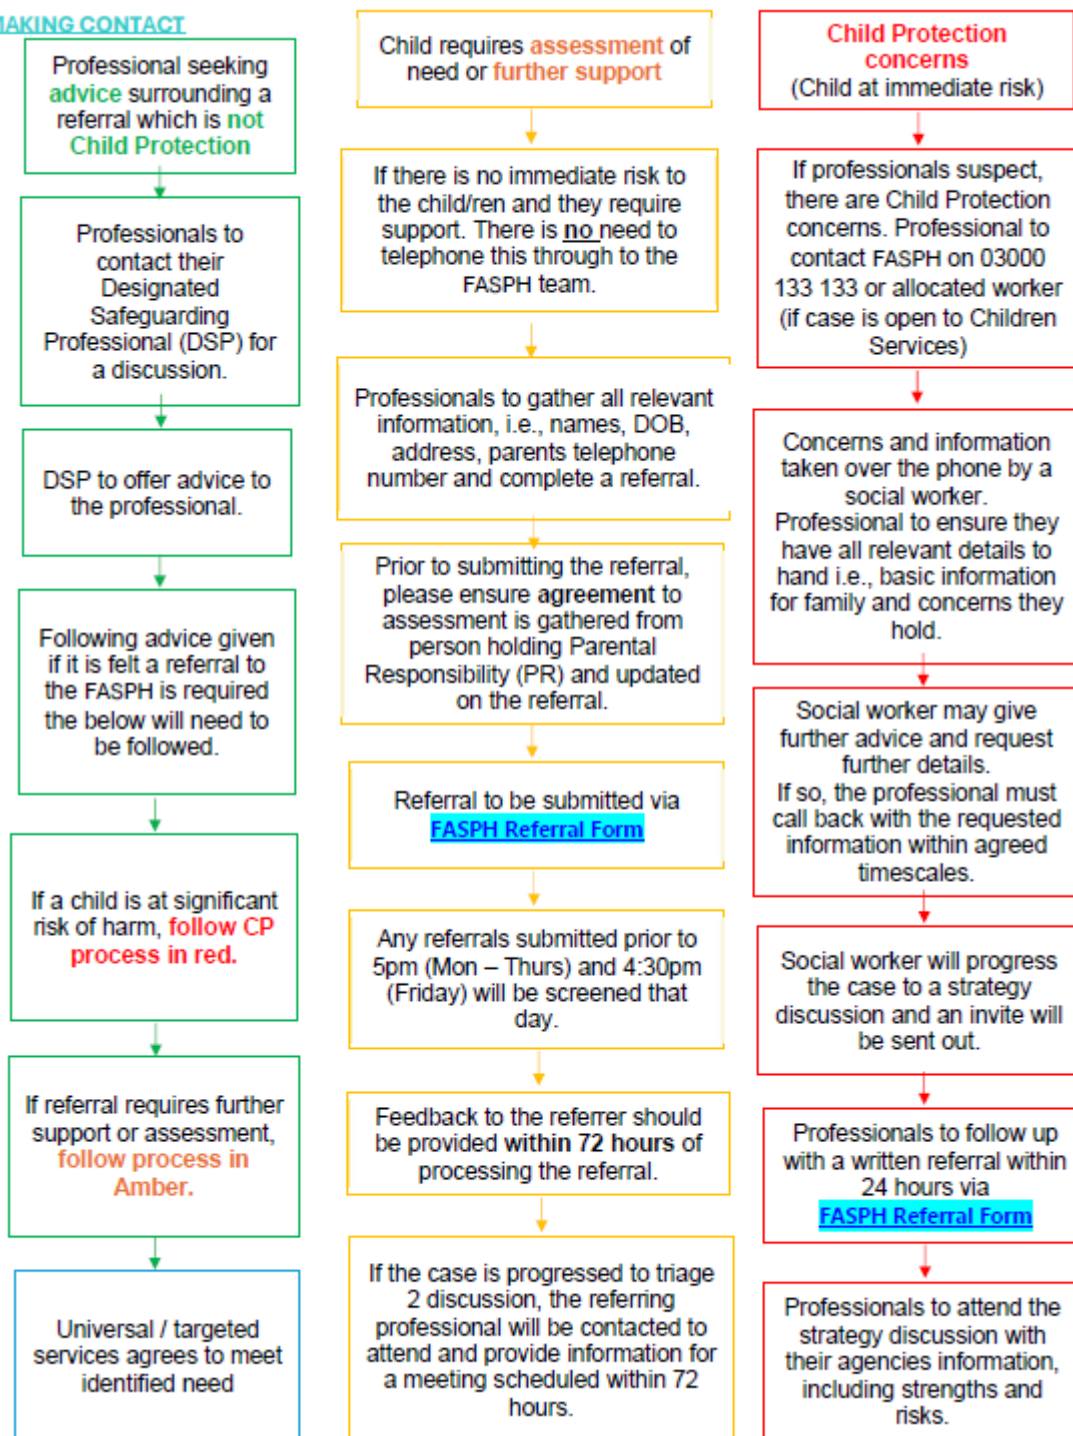 MAKING CONTACT
Professional seeking
advice surrounding a
referral which is not
Child Protection
Professionals to
contact their
Designated
Safeguarding
Professional (DSP) for
a discussion.
DSP to offer advice to
the professional.
Following advice given
if it is felt a referral to
the FASPH is required
the below will need to
be followed.
If a child is at significant
risk of harm, follow CP
process in red.
If referral requires further
support or assessment,
follow process in
Amber.
Universal / targeted
services agrees to meet
identified need
Child requires assessment of
need or further support
If there is no immediate risk to
the child/ren and they require
support. There is no need to
telephone this through to the
FASPH team.
Professionals to gather all relevant
information, i.e., names, DOB,
address, parents telephone
number and complete a referral.
Prior to submitting the referral,
please ensure agreement to
assessment is gathered from
person holding Parental
Responsibility (PR) and updated
on the referral.
Referral to be submitted via
FASPH Referral Form
Any referrals submitted prior to
5pm (Mon – Thurs) and 4:30pm
(Friday) will be screened that
day.
Feedback to the referrer should
be provided within 72 hours of
processing the referral.
If the case is progressed to triage
2 discussion, the referring
professional will be contacted to
attend and provide information for
a meeting scheduled within 72
hours.
Child Protection
concerns
(Child at immediate risk)
If professionals suspect,
there are Child Protection
concerns. Professional to
contact FASPH on 03000
133 133 or allocated worker
(if case is open to Children
Services)
Concerns and information
taken over the phone by a
social worker.
Professional to ensure they
have all relevant details to
hand i.e., basic information
for family and concerns they
hold.
Social worker may give
further advice and request
further details.
If so, the professional must
call back with the requested
information within agreed
timescales.
Social worker will progress
the case to a strategy
discussion and an invite will
be sent out.
Professionals to follow up
with a written referral within
24 hours via
FASPH Referral Form
Professionals to attend the
strategy discussion with
their agencies information,
including strengths and
risks.